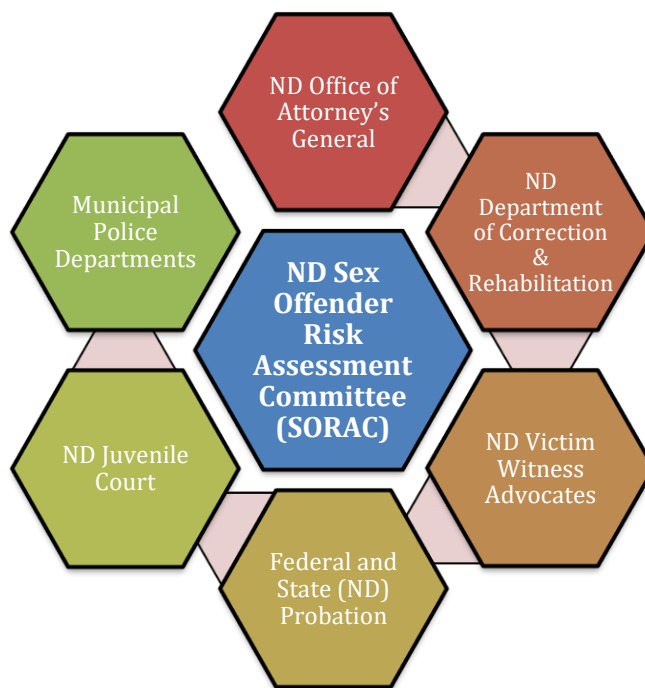 ND Office of
Attorney's
General
ND
Department
of Correction
&
Rehabilitation
ND Victim
Witness
Advocates
Federal and
State (ND)
Probation
ND Juvenile
Court
Municipal
Police
Departments
ND Sex
Offender
Risk
Assessment
Committee
(SORAC)